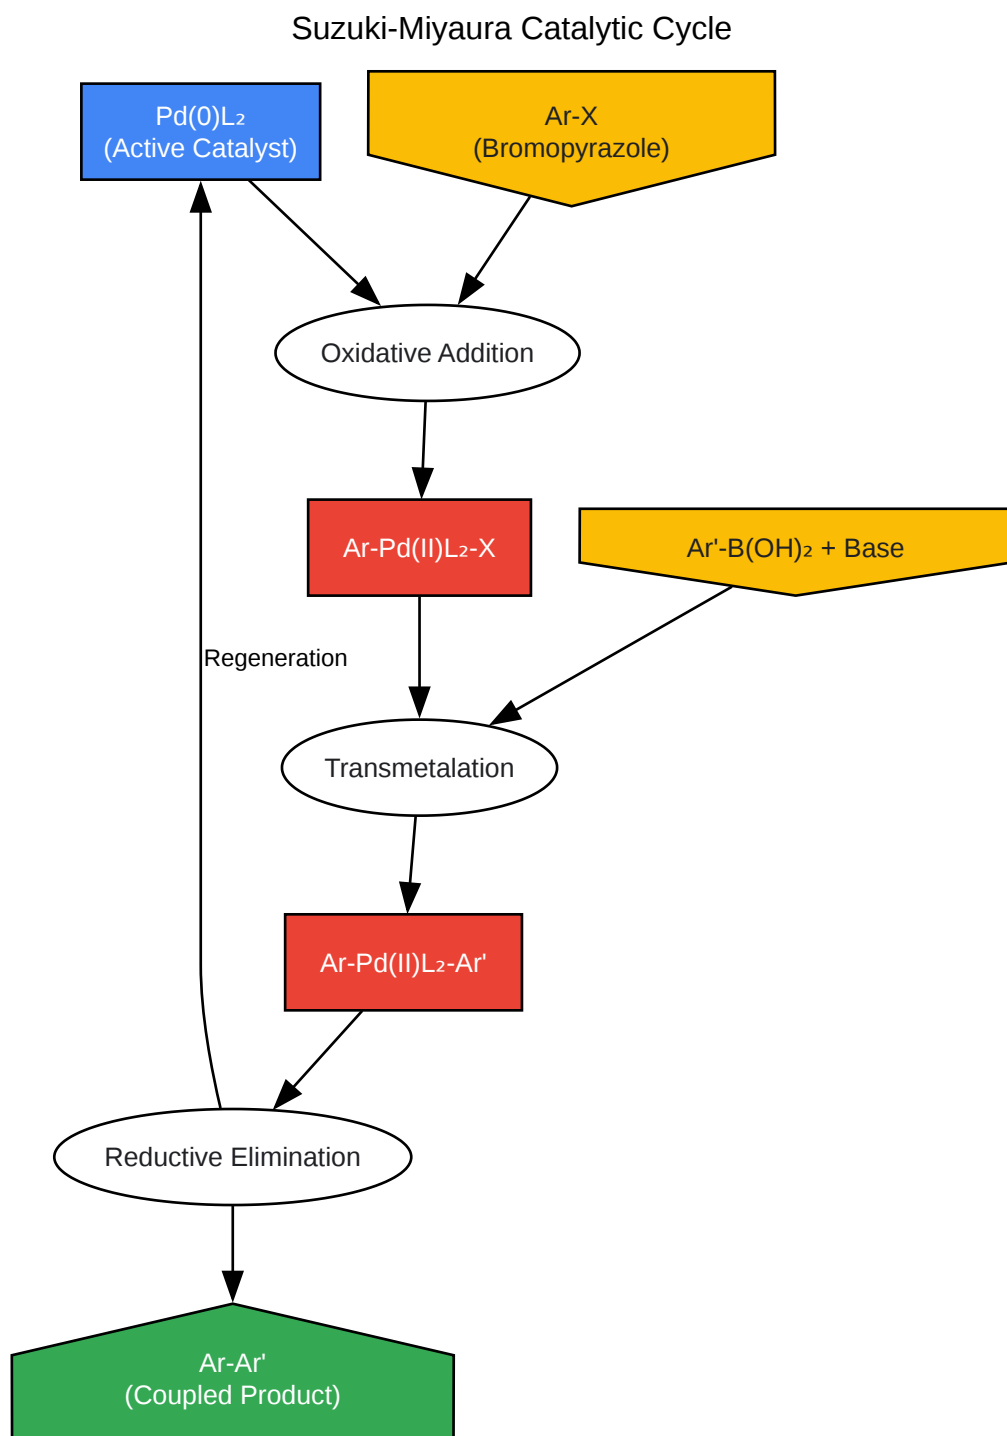 Suzuki-Miyaura Catalytic Cycle
Pd(0)L₂
(Active Catalyst)
Ar-X
(Bromopyrazole)
Oxidative Addition
Ar-Pd(II)L₂-X
Ar'-B(OH)₂ + Base
Regeneration
Transmetalation
Ar-Pd(II)L₂-Ar'
Reductive Elimination
Ar-Ar'
(Coupled Product)